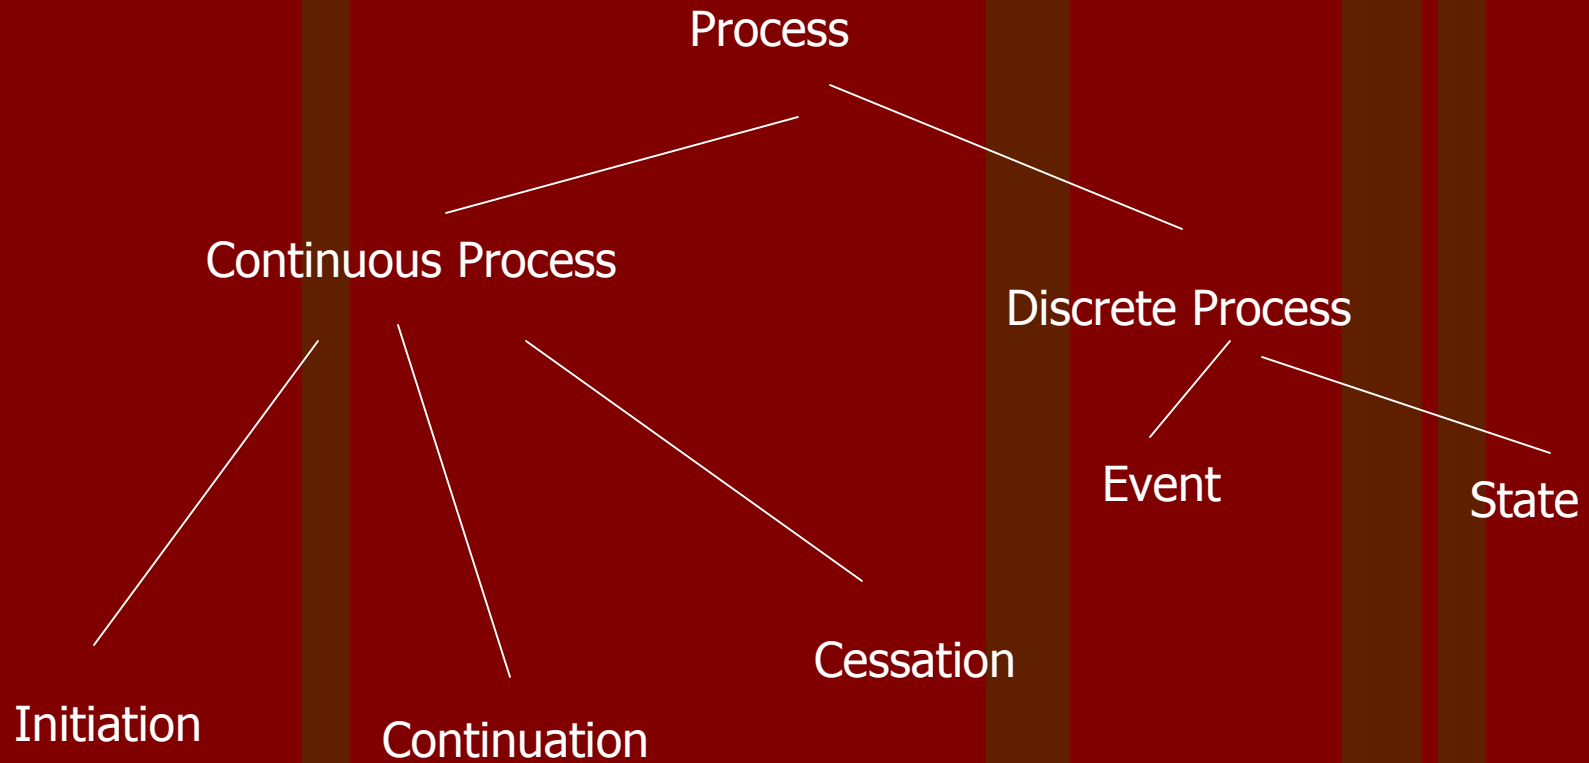 Process
Continuous Process
Discrete Process
Event
State
Cessation
Initiation
Continuation